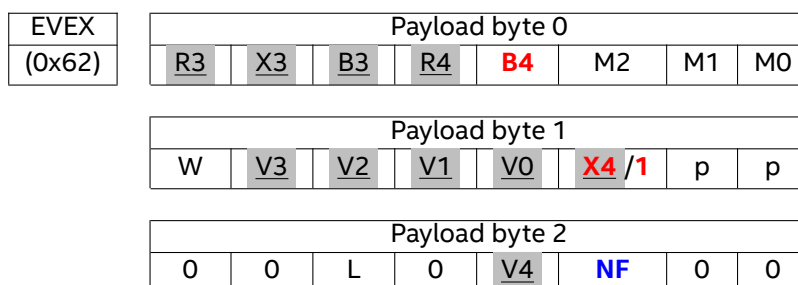 EVEX Payload byte 0
(0x62) R3 X3 B3 R4 B4 M2 M1 M0
Payload byte 1
W V3 V2 V1 V0 X4/1 p p
Payload byte 2
0 0 L 0 V4 NF 0 0